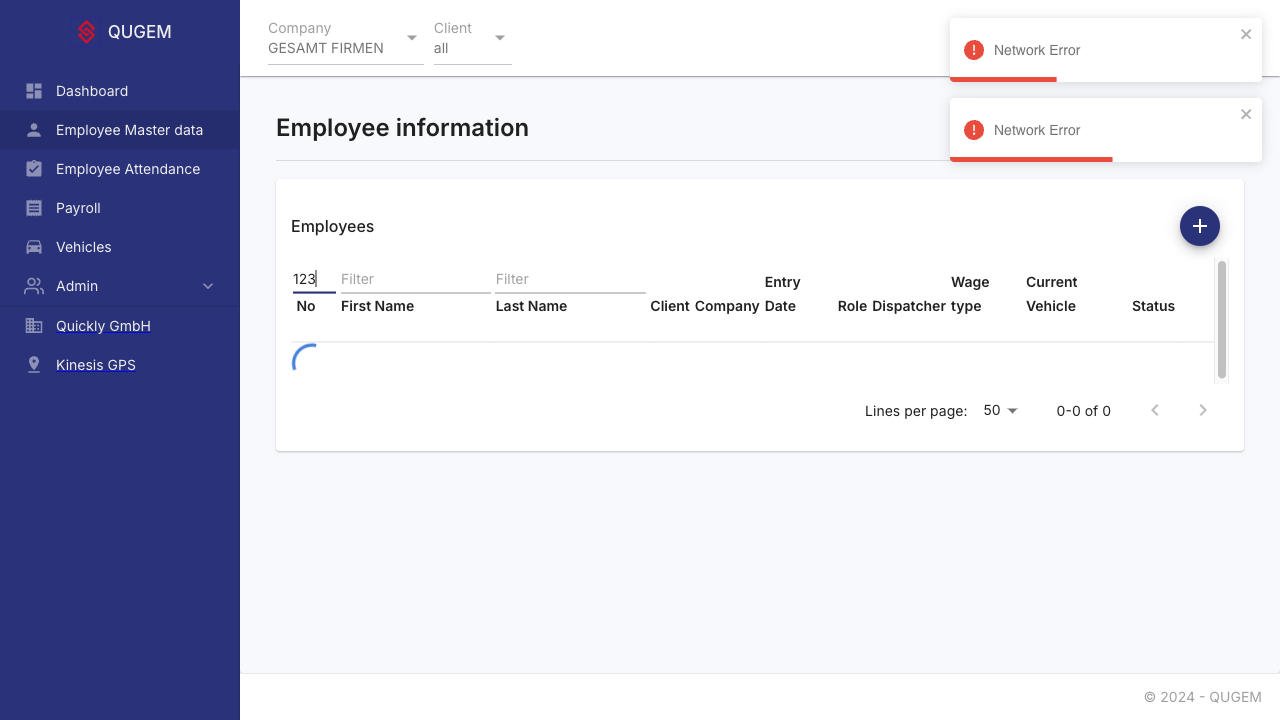 QUGEM
Dashboard
Employee Master data
Employee Attendance
Payroll
Vehicles
Admin
Quickly GmbH
Kinesis GPS
Company
GESAMT FIRMEN
Client
all
Network Error
Network Error
Employee information
Employees
123 Filter Filter
No First Name Last Name Client Company Entry Date Role Dispatcher Wage type Current Vehicle Status
Lines per page: 50 0-0 of 0
© 2024 - QUGEM